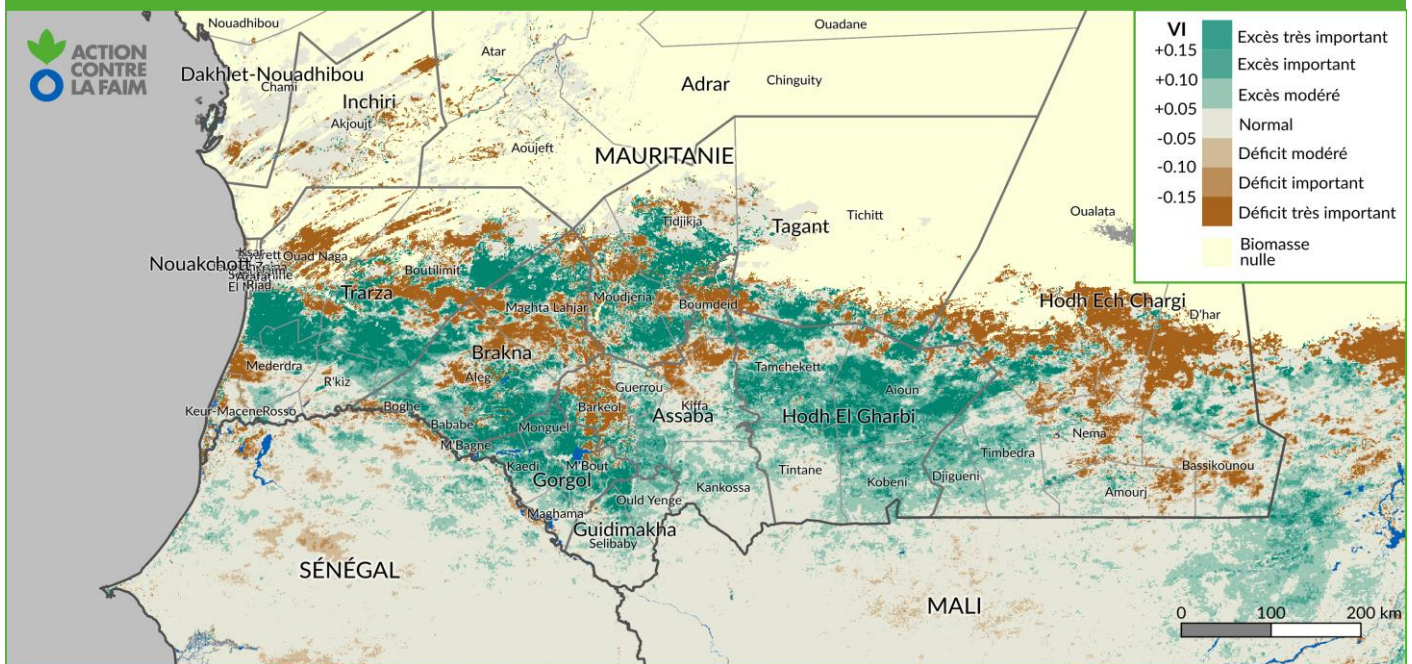 ACTION
CONTRE
LA FAIM
VI
+0.15
+0.10
+0.05
-0.05
-0.10
-0.15
Excès très important
Excès important
Excès modéré
Normal
Déficit modéré
Déficit important
Déficit très important
Biomasse
nulle
Nouadhibou
Ouadane
Atar
Dakhlet-Nouadhibou
Chami
Inchiri
Adrar
Chinguity
Akjoujt
Aoujeft
MAURITANIE
Tidjikja
Tichitt
Oualata
Tagant
Ksar
Ouad Naga
Nouakchott
Riad
Boutilimit
Trarza
Maghta Lahjar
Moudjeria
Boumdeid
Hodh Ech Chargi
D'har
Brakna
Mederdra
R'kiz
Aleg
Guerrou
Tamchekett
Aioun
Keur-Macene
Rosso
Boghe
Barkeol
Kiffa
Assaba
Hodh El Gharbi
Bababe
Monguel
Nema
M'Bagne
Timbedra
Kaedi
M'Bout
Tintane
Bassikounou
Gorgol
Kankossa
Kobeni
Djigueni
Amourj
Ould Yenge
Maghama
Guidimakha
Selibaby
SÉNÉGAL
MALI
0 100 200 km